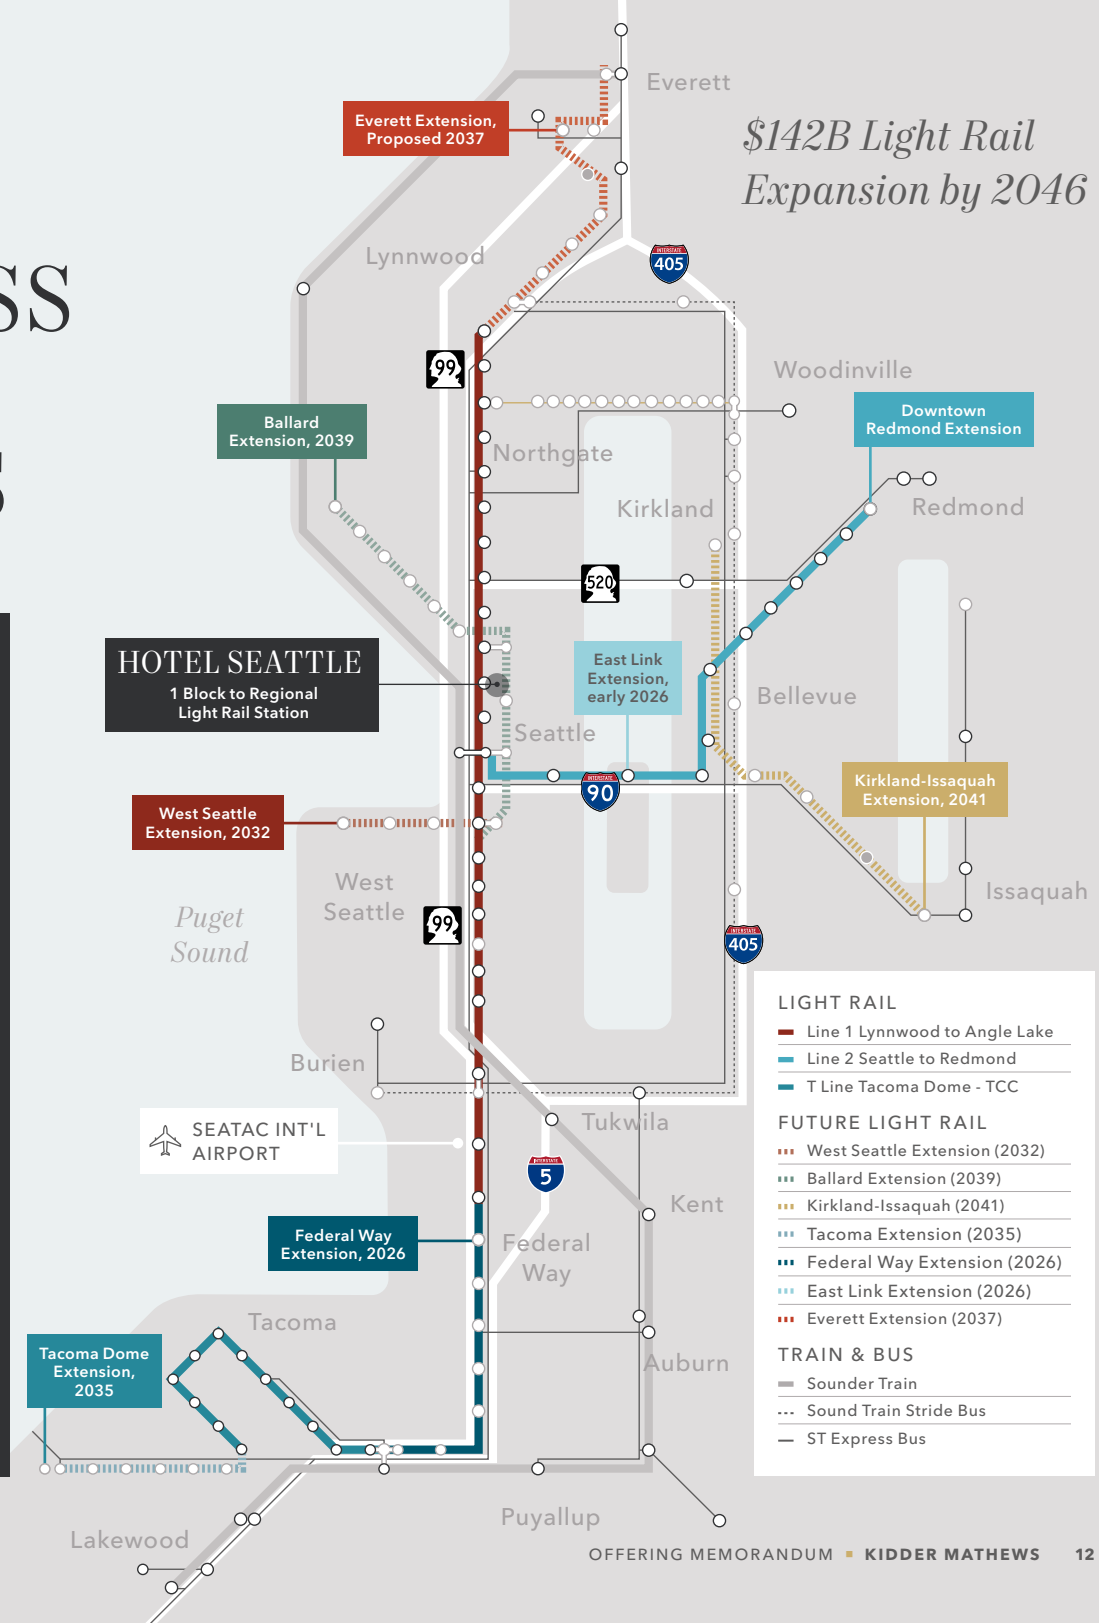 Everett
Everett Extension,
Proposed 2037
$142B Light Rail
Expansion by 2046
Lynnwood
INTERSTATE
405
SS
99
Woodinville
Ballard
Extension, 2039
Downtown
Redmond Extension
Northgate
S
Kirkland
Redmond
520
HOTEL SEATTLE
1 Block to Regional
Light Rail Station
East Link
Extension,
early 2026
Bellevue
Seattle
INTERSTATE
90
Kirkland-Issaquah
Extension, 2041
West Seattle
Extension, 2032
West
Seattle
Issaquah
Puget
Sound
99
INTERSTATE
405
Burien
Tukwila
SEATAC INT'L
AIRPORT
INTERSTATE
5
Kent
Federal Way
Extension, 2026
Federal
Way
Tacoma
Tacoma Dome
Extension,
2035
Auburn
Puyallup
Lakewood
LIGHT RAIL
Line 1 Lynnwood to Angle Lake
Line 2 Seattle to Redmond
T Line Tacoma Dome - TCC
FUTURE LIGHT RAIL
West Seattle Extension (2032)
Ballard Extension (2039)
Kirkland-Issaquah (2041)
Tacoma Extension (2035)
Federal Way Extension (2026)
East Link Extension (2026)
Everett Extension (2037)
TRAIN & BUS
Sounder Train
Sound Train Stride Bus
ST Express Bus
OFFERING MEMORANDUM KIDDER MATHEWS 12